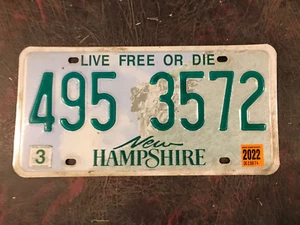 LIVE FREE OR DIE
495 3572
New
HAMPSHIRE
3
2022